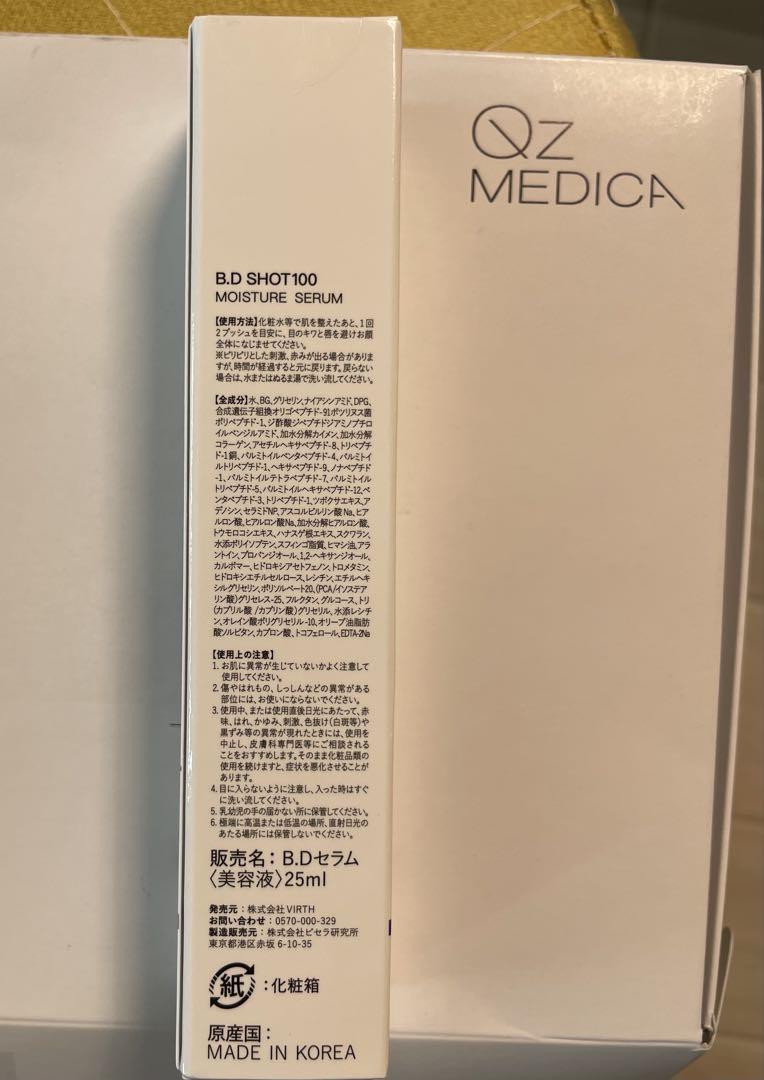 Qz
MEDICA
B.D SHOT100
MOISTURE SERUM
【使用方法】化粧水等で肌を整えたあと、1回
2プッシュを目安に、目のキワと唇を避けお顔
全体になじませてください。
※ピリピリとした刺激、赤みが出る場合がありま
すが、時間が経過すると元に戻ります。戻らない
場合は、水またはぬるま湯で洗い流してください。
【全成分】水、BG、グリセリン、ナイアシンアミド、DPG、
合成遺伝子組換オリゴペプチド-91ボツリヌス菌
ポリペプチド-1、ジ酢酸ジペプチドジアミノブチロ
イルベンジルアミド、加水分解カイメン、加水分解
コラーゲン、アセチルヘキサペプチド-8、トリペプチ
ド-1銅、パルミトイルペンタペプチド-4、パルミトイ
ルトリペプチド-1、ヘキサペプチド-9、ノナペプチド
-1、パルミトイルテトラペプチド-7、パルミトイル
トリペプチド-5、パルミトイルヘキサペプチド-12、ペ
ンタペプチド-3、トリペプチド-1、ツボクサエキス、ア
デノシン、セラミドNP、アスコルビルリン酸Na、ヒア
ルロン酸、ヒアルロン酸Na、加水分解ヒアルロン酸、
トウモロコシエキス、ハナスゲ根エキス、スクワラン、
水添ポリイソブテン、スフィンゴ脂質、ヒマシ油、アラ
ントイン、プロパンジオール、1,2-ヘキサンジオール、
カルボマー、ヒドロキシアセトフェノン、トロメタミン、
ヒドロキシエチルセルロース、レシチン、エチルヘキ
シルグリセリン、ポリソルベート20、(PCA/イソステア
リン酸)グリセレス-25、フルクタン、グルコース、トリ
(カプリル酸/カプリン酸)グリセリル、水添レシチ
ン、オレイン酸ポリグリセリル-10、オリーブ油脂肪
酸ソルビタン、カプロン酸、トコフェロール、EDTA-2Na
【使用上の注意】
1. お肌に異常が生じていないかよく注意して
使用してください。
2. 傷やはれもの、しっしんなどの異常がある
部位には、お使いにならないでください。
3. 使用中、または使用直後日光にあたって、赤
味、はれ、かゆみ、刺激、色抜け(白斑等)や
黒ずみ等の異常が現れたときには、使用を
中止し、皮膚科専門医等にご相談される
ことをおすすめします。そのまま化粧品類の
使用を続けますと、症状を悪化させることが
あります。
4. 目に入らないように注意し、入った時はすぐ
に洗い流してください。
5. 乳幼児の手の届かない所に保管してください。
6. 極端に高温または低温の場所、直射日光の
あたる場所には保管しないでください。
販売名：B.Dセラム
〈美容液〉25ml
発売元：株式会社VIRTH
お問い合わせ：0570-000-329
製造販売元：株式会社ピセラ研究所
東京都港区赤坂 6-10-35
紙：化粧箱
原産国：
MADE IN KOREA